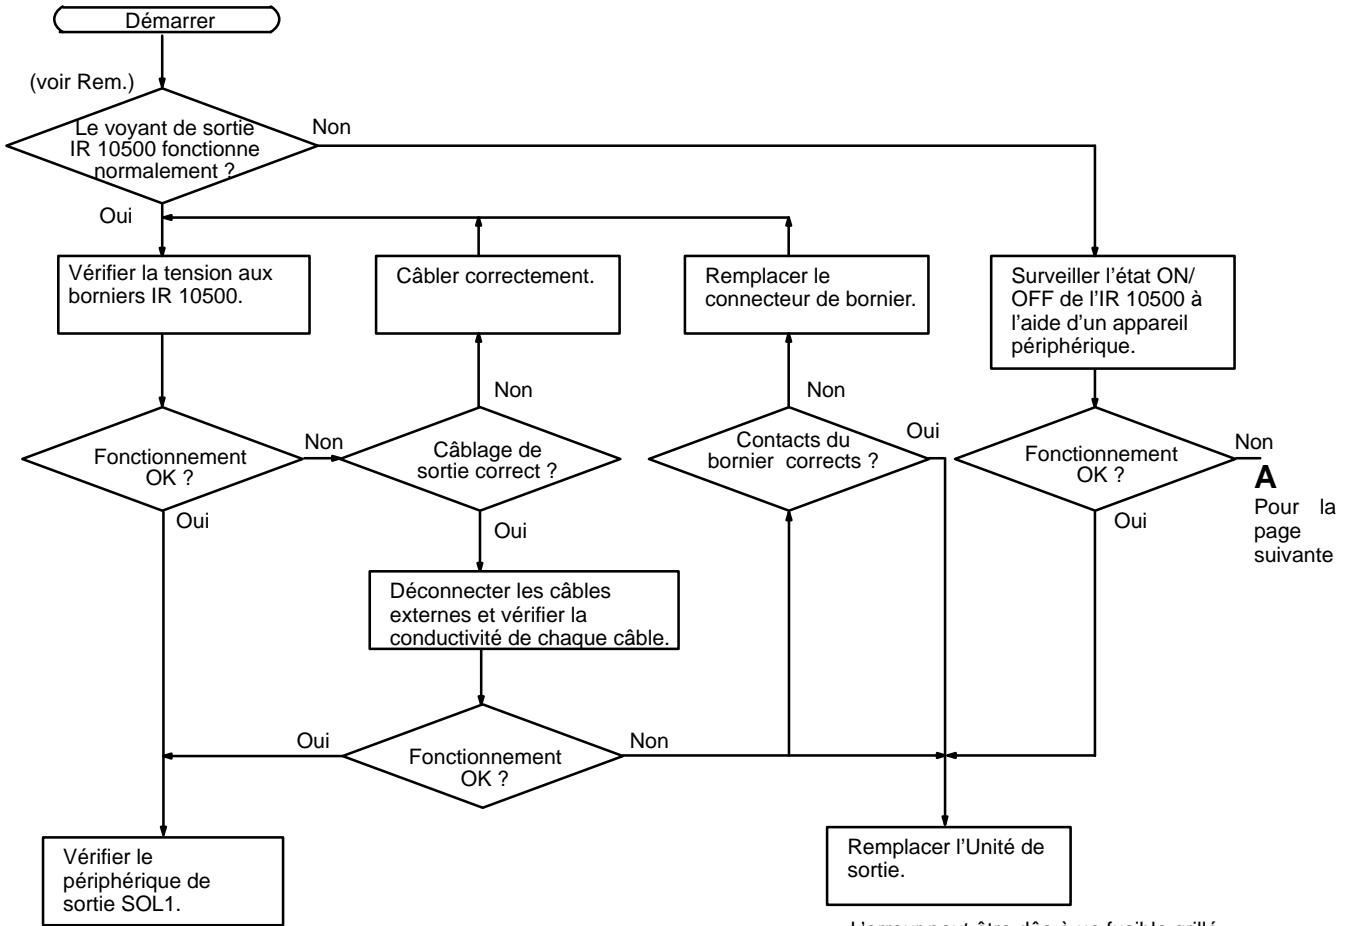 Démarrer
(voir Rem.)
Le voyant de sortie
IR 10500 fonctionne
normalement ?
Non
Oui
Vérifier la tension aux
borniers IR 10500.
Câbler correctement.
Remplacer le
connecteur de bornier.
Surveiller l’état ON/
OFF de l’IR 10500 à
l’aide d’un appareil
périphérique.
Non
Non
Fonctionnement
OK ?
Non
Oui
Câblage de
sortie correct ?
Oui
Contacts du
bornier corrects ?
Oui
Fonctionnement
OK ?
Non
Oui
A
Pour la
page
suivante
Déconnecter les câbles
externes et vérifier la
conductivité de chaque câble.
Oui
Fonctionnement
OK ?
Non
Vérifier le
périphérique de
sortie SOL1.
Remplacer l’Unité de
sortie.